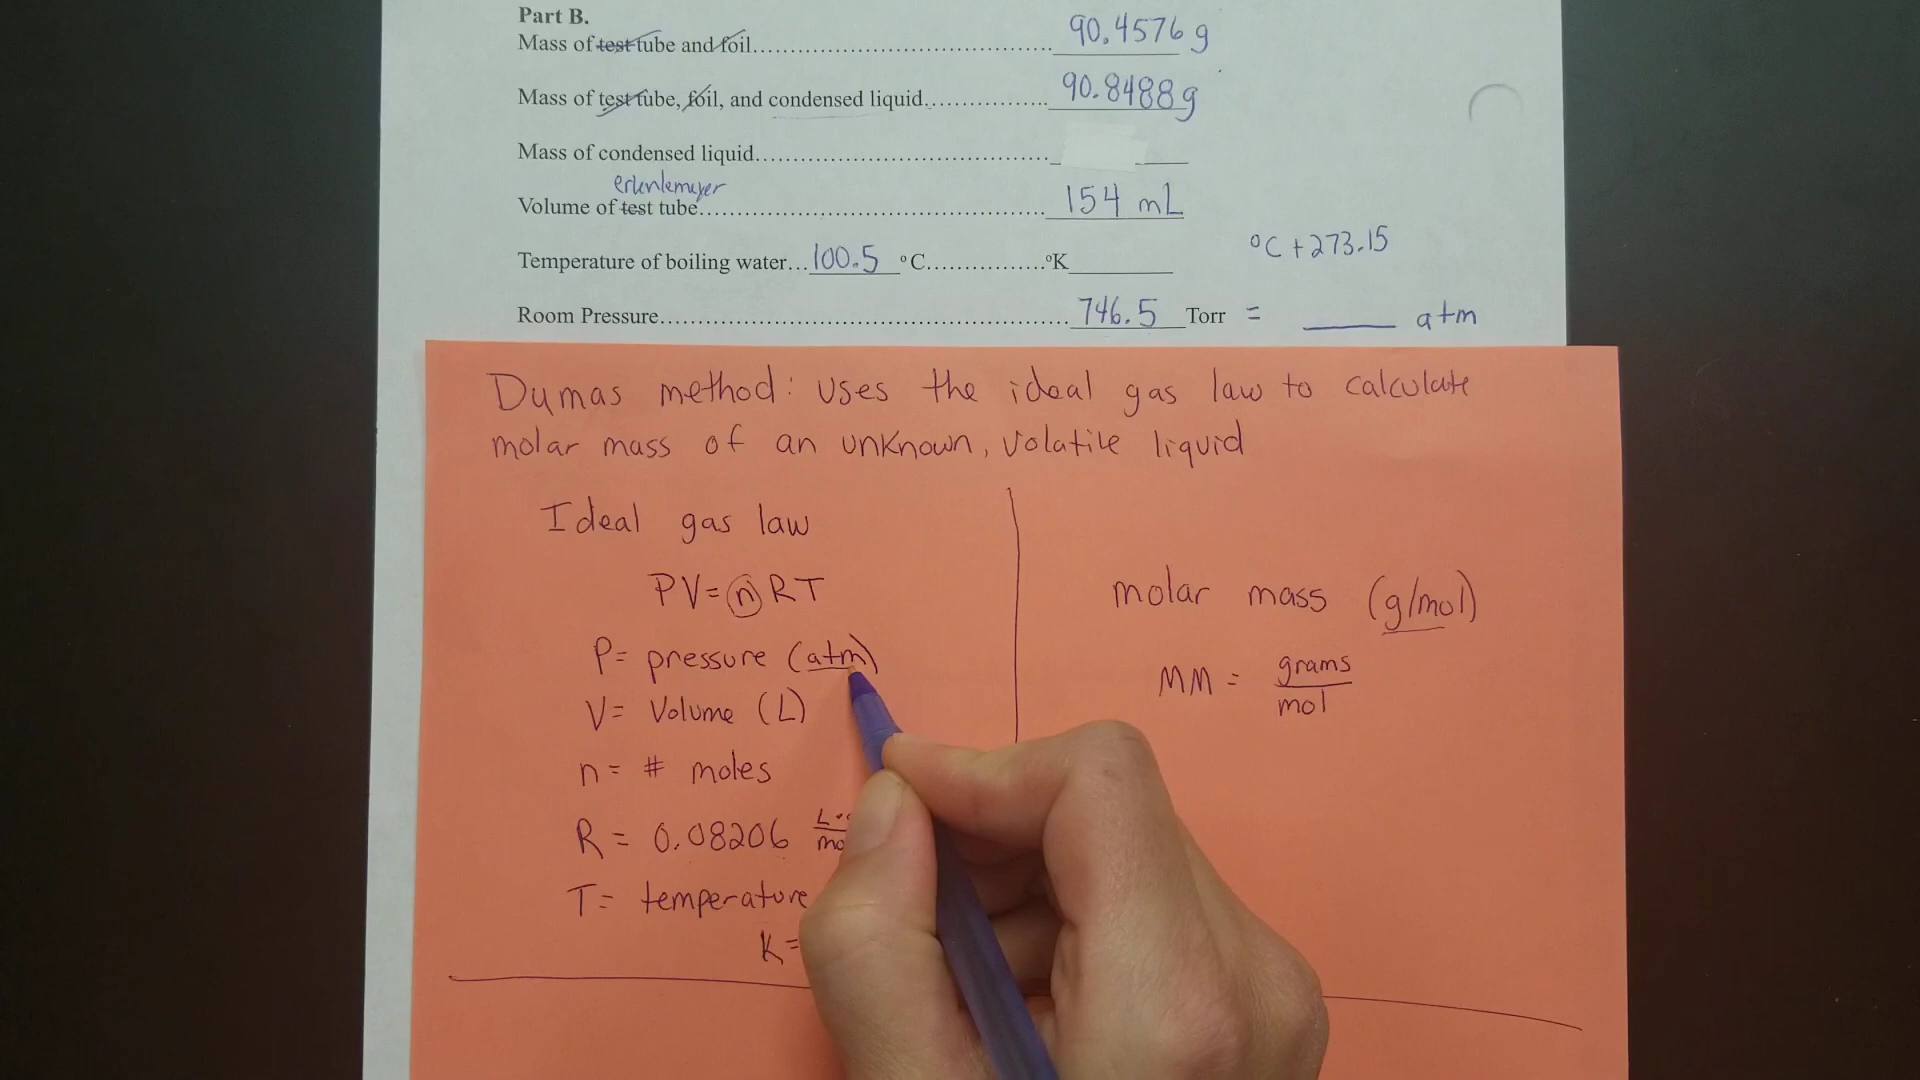 Part B.
Mass of test tube and foil........................................ 90.4576 g
Mass of test tube, foil, and condensed liquid................ 90.8488 g
Mass of condensed liquid......................................
erlenlemeyer
Volume of test tube.............................................. 154 mL
Temperature of boiling water...100.5 °C...............°K
°C + 273.15
Room Pressure...................................................... 746.5 Torr = ______ atm
Dumas method: uses the ideal gas law to calculate
molar mass of an unknown, volatile liquid
Ideal gas law
PV=nRT
P= pressure (atm)
V= Volume (L)
n= # moles
R = 0.08206
T= temperature
K=
molar mass (g/mol)
MM = grams
mol